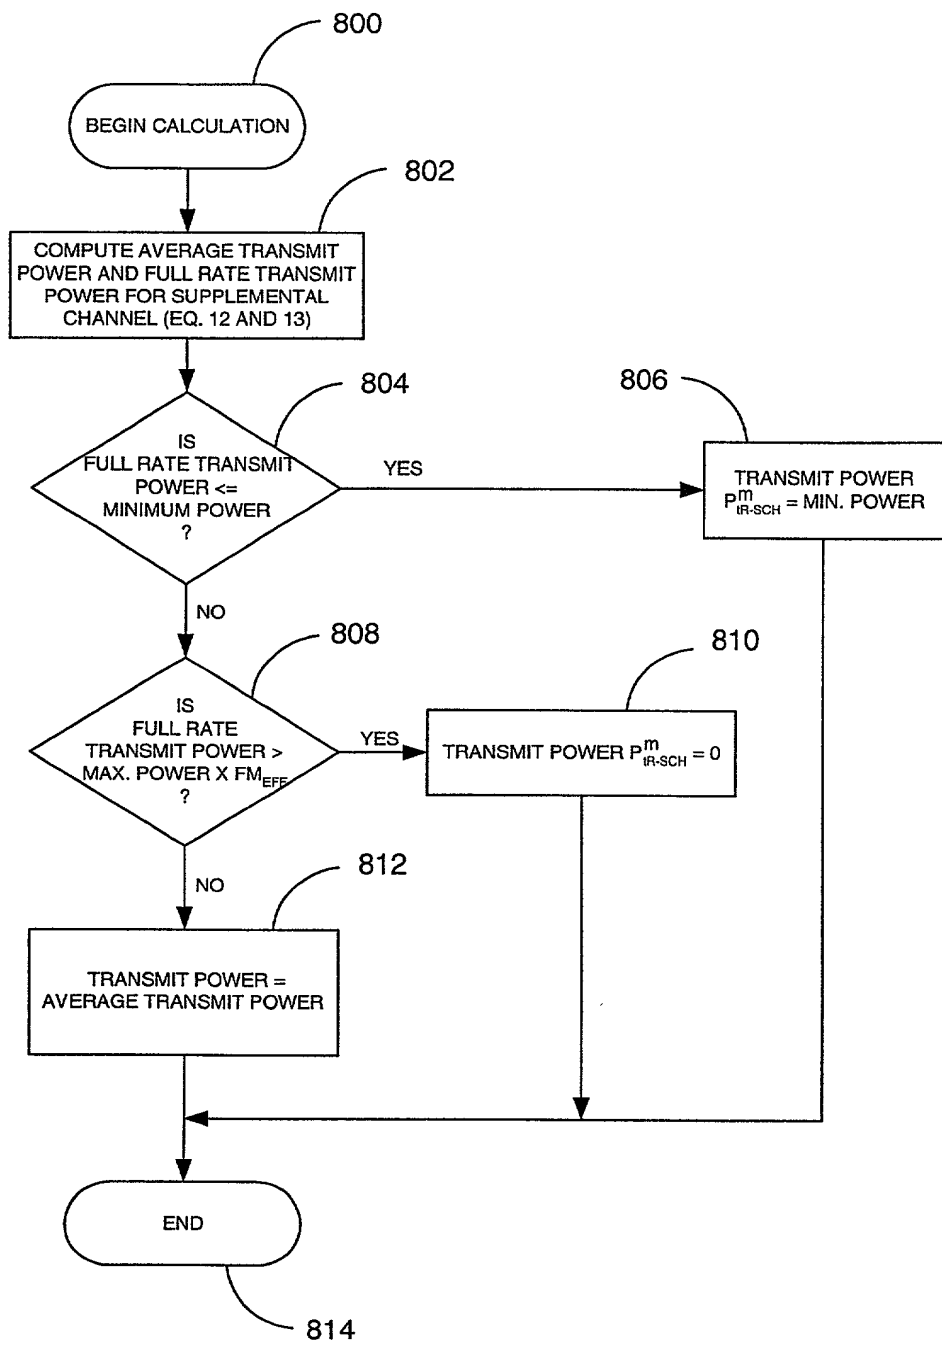 800
BEGIN CALCULATION
802
COMPUTE AVERAGE TRANSMIT
POWER AND FULL RATE TRANSMIT
POWER FOR SUPPLEMENTAL
CHANNEL (EQ. 12 AND 13)
804
IS
FULL RATE TRANSMIT
POWER <=
MINIMUM POWER
?
YES
806
TRANSMIT POWER
P^m_tR-SCH = MIN. POWER
NO
808
IS
FULL RATE
TRANSMIT POWER >
MAX. POWER X FM_EFF
?
YES
810
TRANSMIT POWER P^m_tR-SCH = 0
NO
812
TRANSMIT POWER =
AVERAGE TRANSMIT POWER
END
814